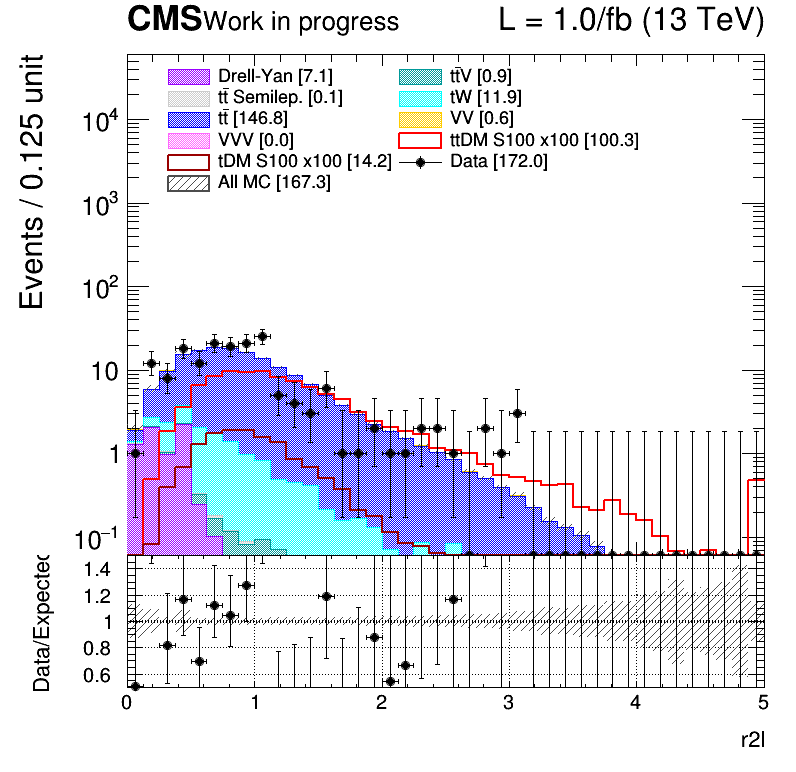 CMS Work in progress L = 1.0/fb (13 TeV)
Events / 0.125 unit
Drell-Yan [7.1] tt̄V [0.9]
tt̄ Semilep. [0.1] tW [11.9]
tt̄ [146.8] VV [0.6]
VVV [0.0] ttDM S100 x100 [100.3]
tDM S100 x100 [14.2] Data [172.0]
All MC [167.3]
10⁴
10³
10²
10
1
10⁻¹
Data/Expected
1.4
1.2
1
0.8
0.6
0 1 2 3 4 5
r2l